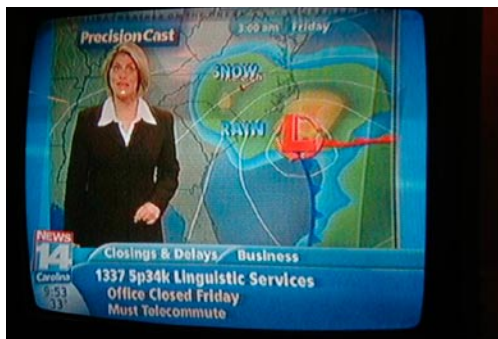 PrecisionCast
3:00 am Friday
SNOW
RAIN
L
NEWS
14
Carolina
9:53
33°
Closings & Delays Business
1337 5p34k Linguistic Services
Office Closed Friday
Must Telecommute